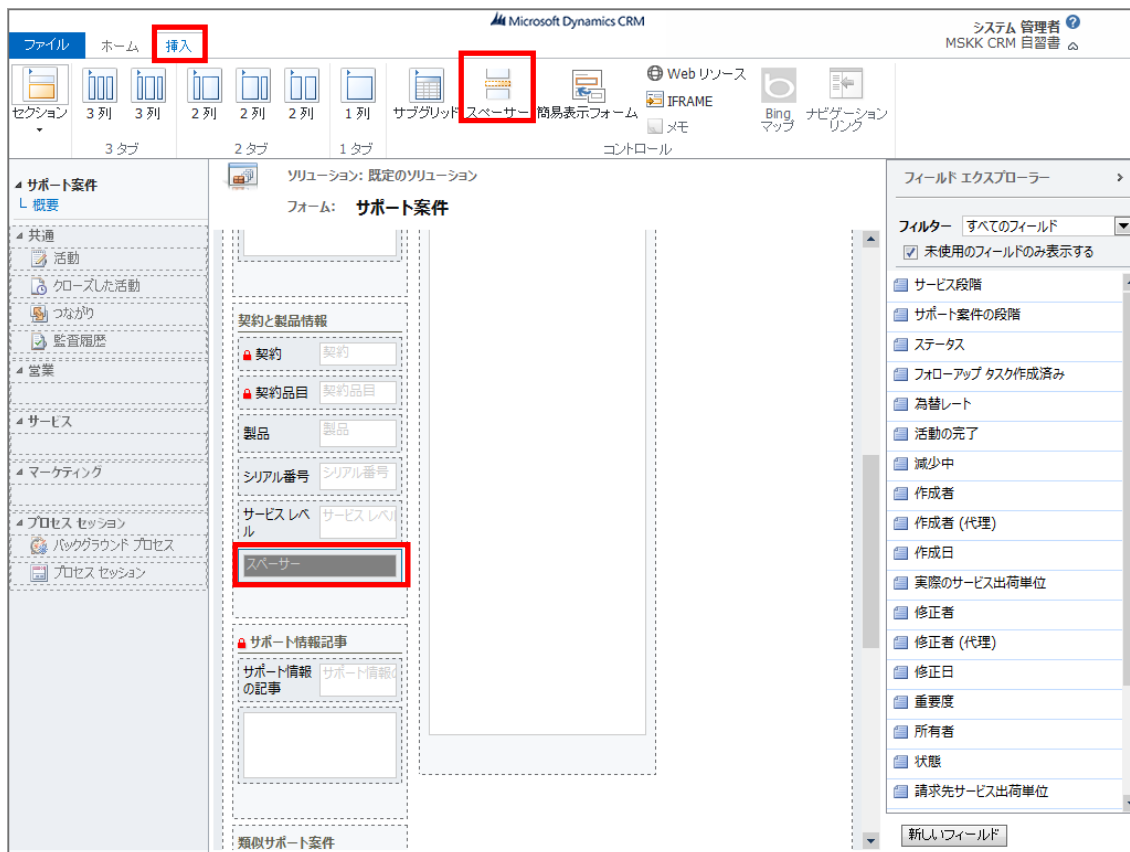 Microsoft Dynamics CRM
システム 管理者
MSKK CRM 自習書
ファイル
ホーム
挿入
セクション
3 列
3 列
2 列
2 列
2 列
1 列
サブグリッド
スペーサー
簡易表示フォーム
Web リソース
IFRAME
メモ
Bing
マップ
ナビゲーション
リンク
3 タブ
2 タブ
1 タブ
コントロール
サポート案件
概要
共通
活動
クローズした活動
つながり
監査履歴
営業
サービス
マーケティング
プロセス セッション
バックグラウンド プロセス
プロセス セッション
ソリューション: 既定のソリューション
フォーム: サポート案件
契約と製品情報
契約 契約
契約品目 契約品目
製品 製品
シリアル番号 シリアル番号
サービス レベ サービス レベル
ル
スペーサー
サポート情報記事
サポート情報 サポート情報の
の記事
類似サポート案件
フィールド エクスプローラー
フィルター すべてのフィールド
未使用のフィールドのみ表示する
サービス段階
サポート案件の段階
ステータス
フォローアップ タスク作成済み
為替レート
活動の完了
減少中
作成者
作成者 (代理)
作成日
実際のサービス出荷単位
修正者
修正者 (代理)
修正日
重要度
所有者
状態
請求先サービス出荷単位
新しいフィールド